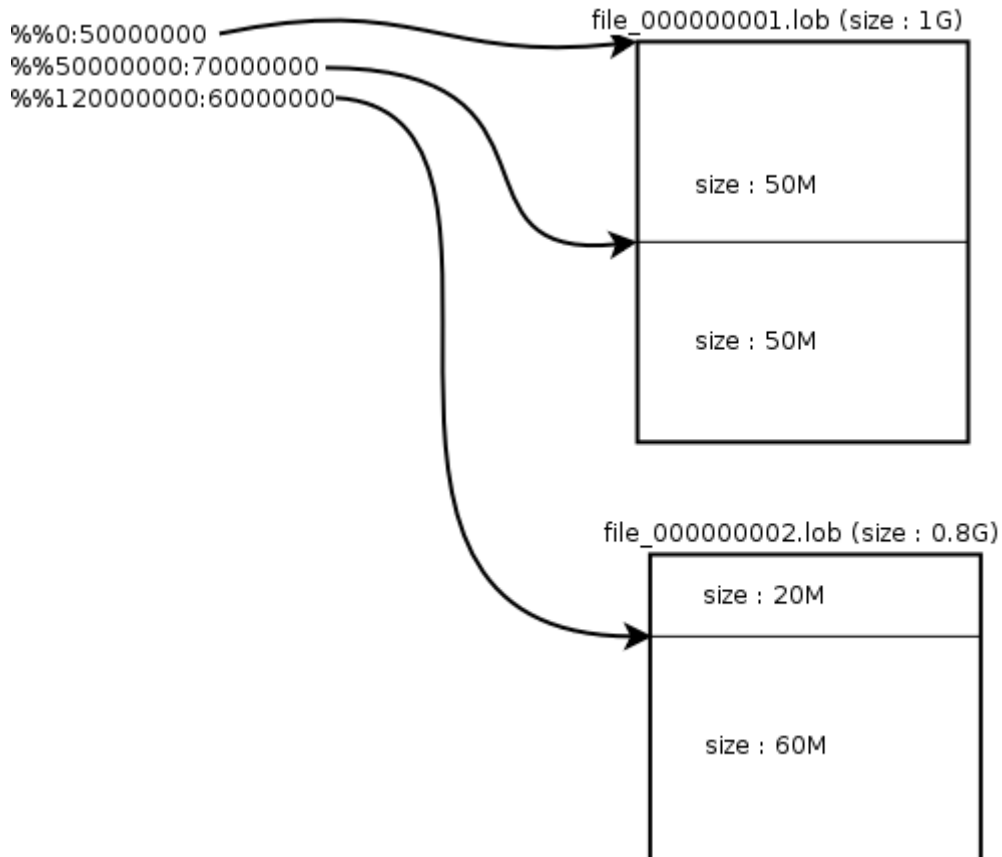 %%0:50000000
%%50000000:70000000
%%120000000:60000000
file_000000001.lob (size : 1G)
size : 50M
size : 50M
file_000000002.lob (size : 0.8G)
size : 20M
size : 60M